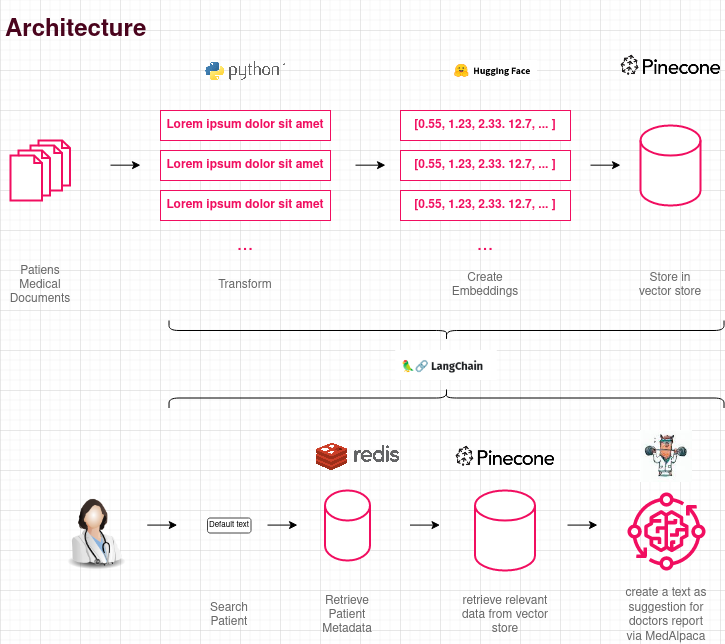 Architecture
python
Hugging Face
Pinecone
Lorem ipsum dolor sit amet
[0.55, 1.23, 2.33. 12.7, ... ]
Lorem ipsum dolor sit amet
[0.55, 1.23, 2.33. 12.7, ... ]
Lorem ipsum dolor sit amet
[0.55, 1.23, 2.33. 12.7, ... ]
...
...
Patiens
Medical
Documents
Transform
Create
Embeddings
Store in
vector store
LangChain
redis
Pinecone
Default text
Search
Patient
Retrieve
Patient
Metadata
retrieve relevant
data from vector
store
create a text as
suggestion for
doctors report
via MedAlpaca